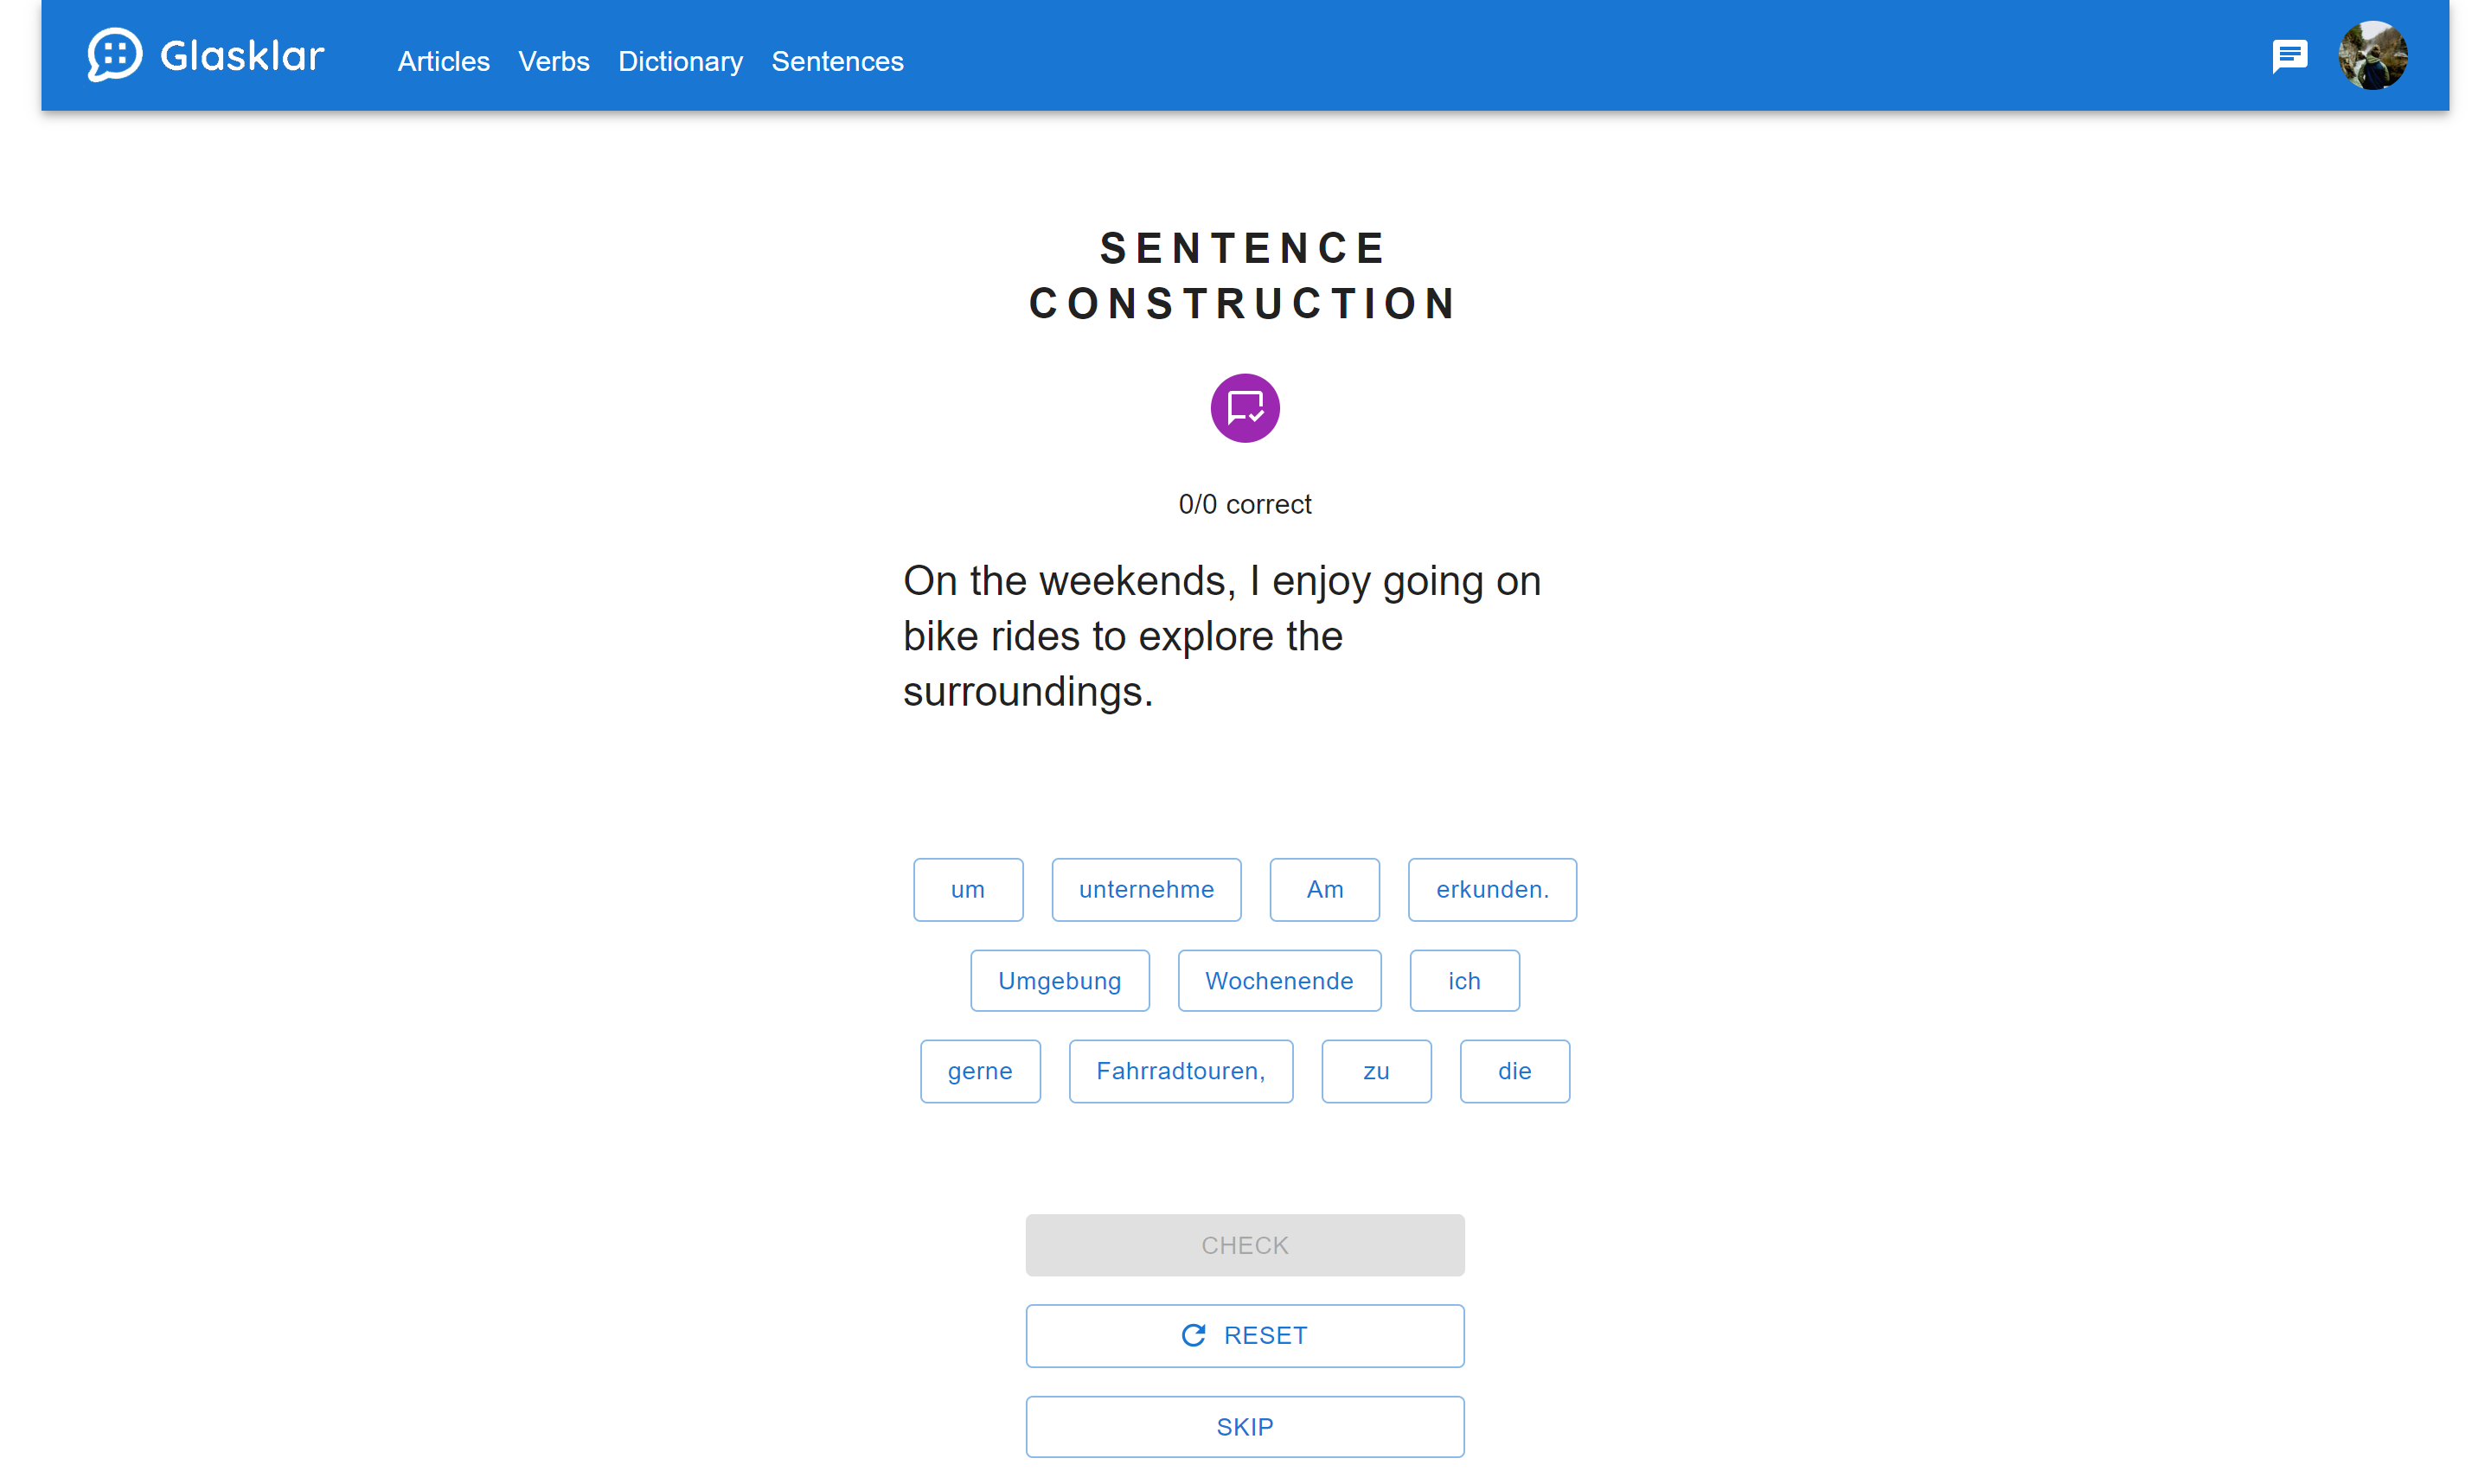 Glasklar Articles Verbs Dictionary Sentences
SENTENCE
CONSTRUCTION
0/0 correct
On the weekends, I enjoy going on
bike rides to explore the
surroundings.
um unternehme Am erkunden.
Umgebung Wochenende ich
gerne Fahrradtouren, zu die
CHECK
RESET
SKIP